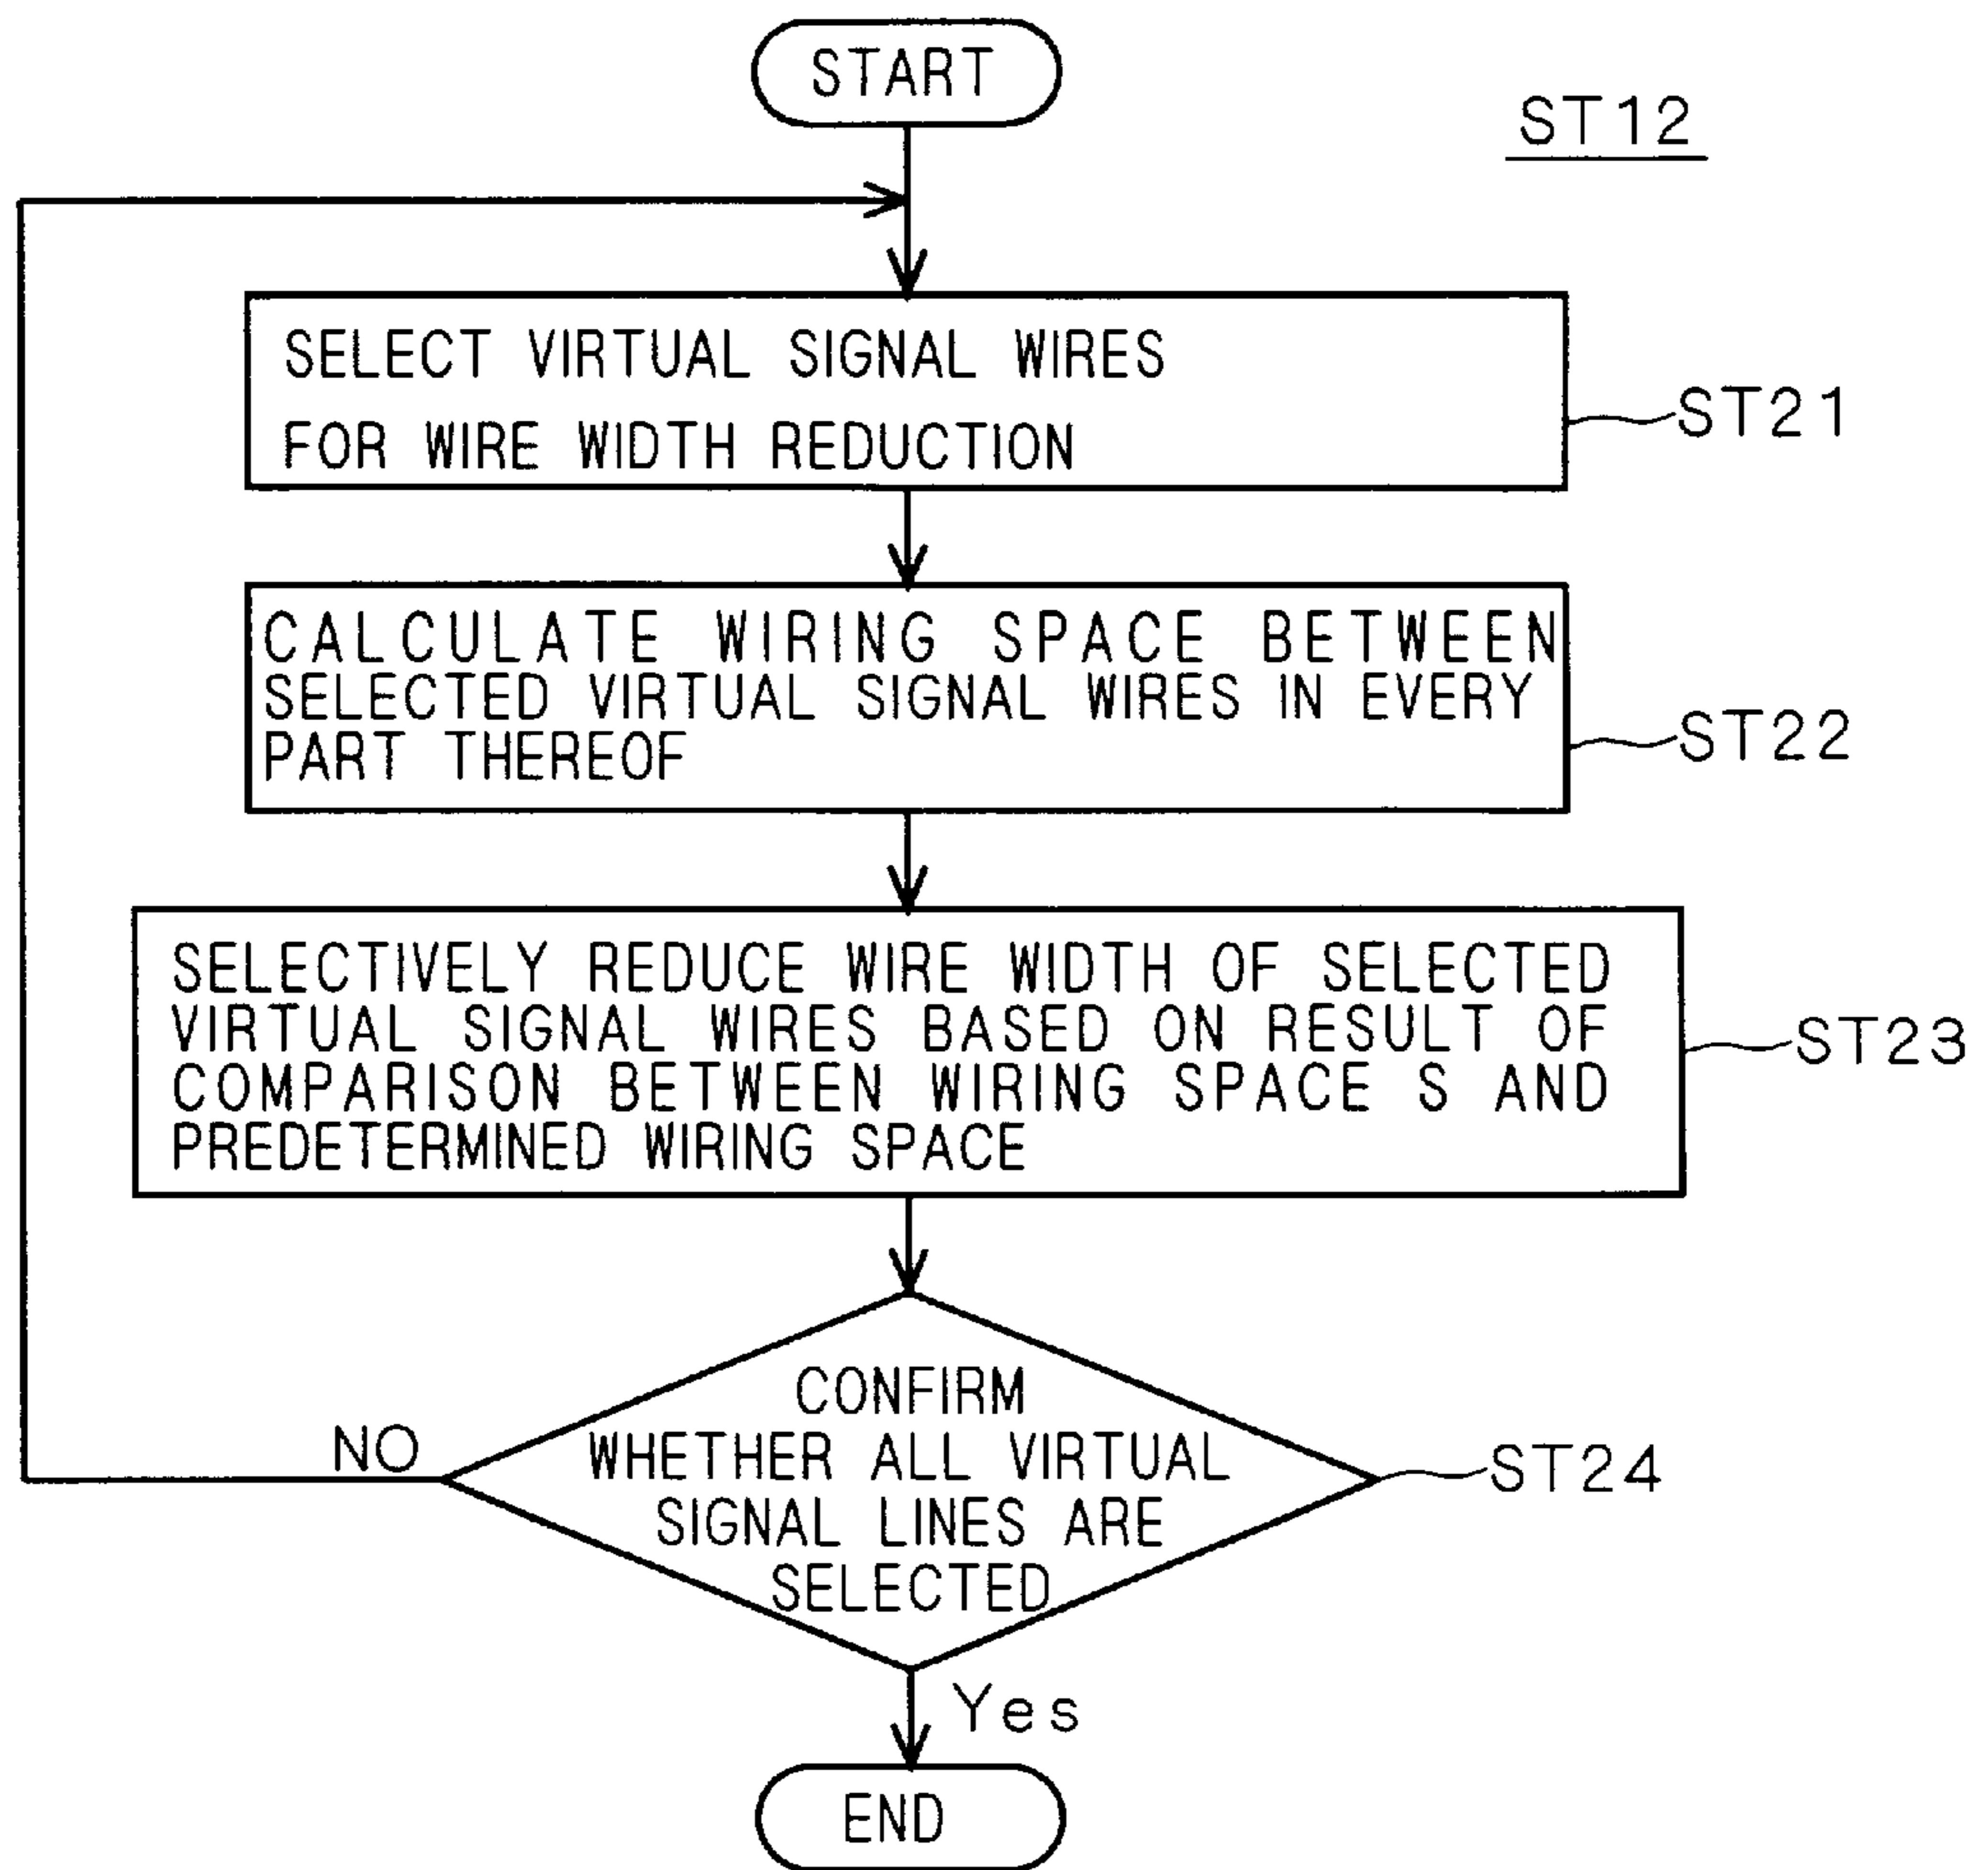 START
ST12
SELECT VIRTUAL SIGNAL WIRES
FOR WIRE WIDTH REDUCTION
ST21
CALCULATE WIRING SPACE BETWEEN
SELECTED VIRTUAL SIGNAL WIRES IN EVERY
PART THEREOF
ST22
SELECTIVELY REDUCE WIRE WIDTH OF SELECTED
VIRTUAL SIGNAL WIRES BASED ON RESULT OF
COMPARISON BETWEEN WIRING SPACE S AND
PREDETERMINED WIRING SPACE
ST23
CONFIRM
WHETHER ALL VIRTUAL
SIGNAL LINES ARE
SELECTED
NO
ST24
Yes
END